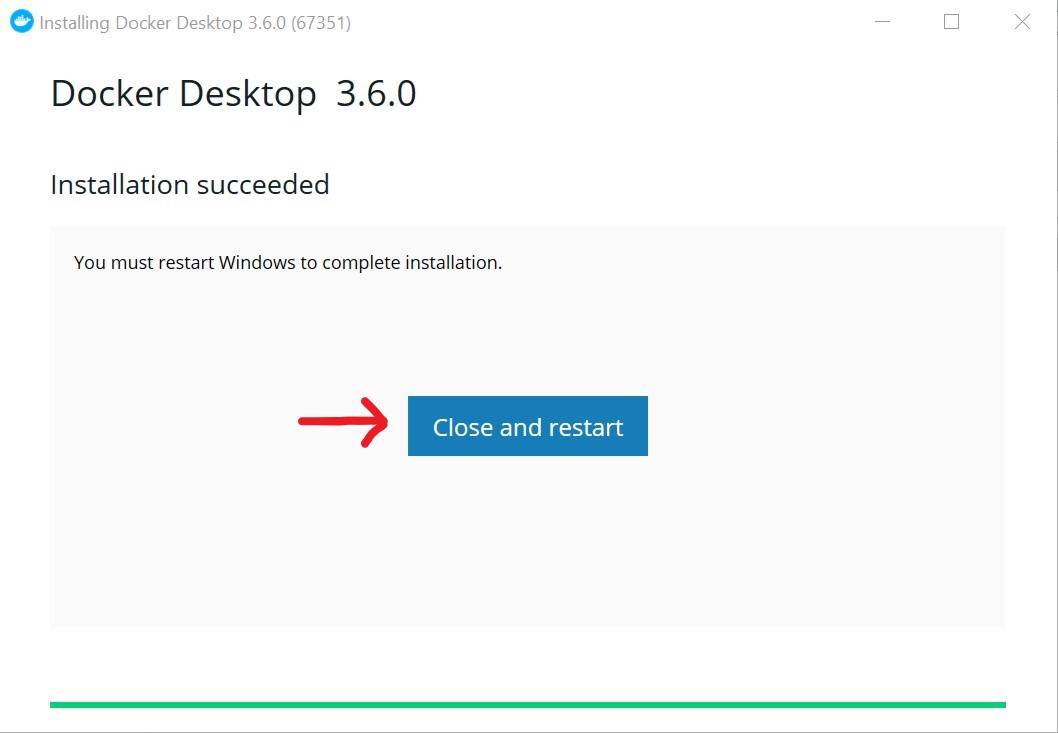 Installing Docker Desktop 3.6.0 (67351)
Docker Desktop 3.6.0
Installation succeeded
You must restart Windows to complete installation.
Close and restart